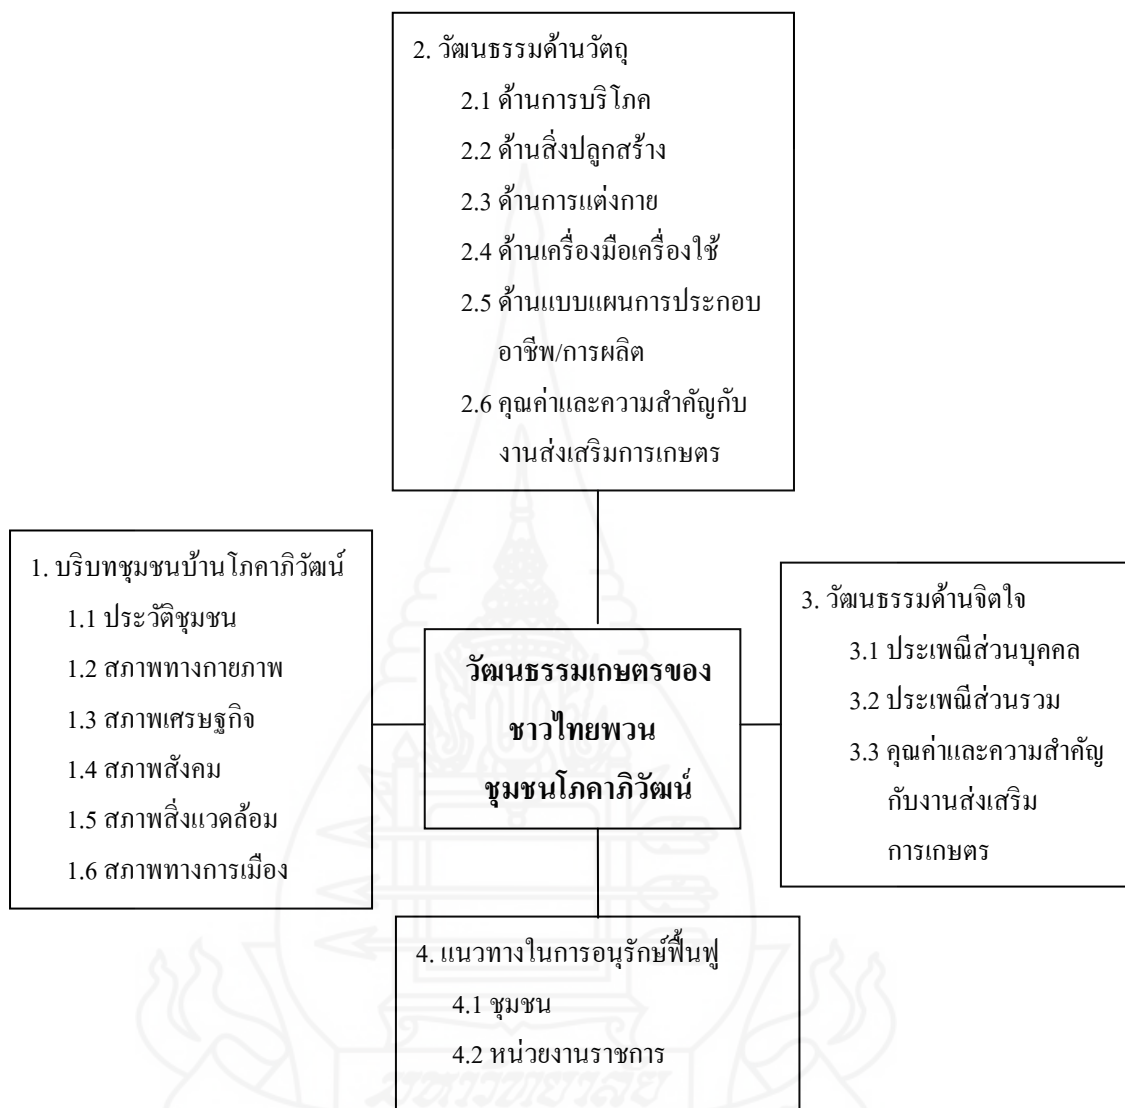 2. วัฒนธรรมด้านวัตถุ
2.1 ด้านการบริโภค
2.2 ด้านสิ่งปลูกสร้าง
2.3 ด้านการแต่งกาย
2.4 ด้านเครื่องมือเครื่องใช้
2.5 ด้านแบบแผนการประกอบ
อาชีพ/การผลิต
2.6 คุณค่าและความสำคัญกับ
งานส่งเสริมการเกษตร
1. บริบทชุมชนบ้านโภคาภิวัฒน์
1.1 ประวัติชุมชน
1.2 สภาพทางกายภาพ
1.3 สภาพเศรษฐกิจ
1.4 สภาพสังคม
1.5 สภาพสิ่งแวดล้อม
1.6 สภาพทางการเมือง
วัฒนธรรมเกษตรของ
ชาวไทยพวน
ชุมชนโภคาภิวัฒน์
3. วัฒนธรรมด้านจิตใจ
3.1 ประเพณีส่วนบุคคล
3.2 ประเพณีส่วนรวม
3.3 คุณค่าและความสำคัญ
กับงานส่งเสริม
การเกษตร
4. แนวทางในการอนุรักษ์ฟื้นฟู
4.1 ชุมชน
4.2 หน่วยงานราชการ
มหาวิทยาลัย